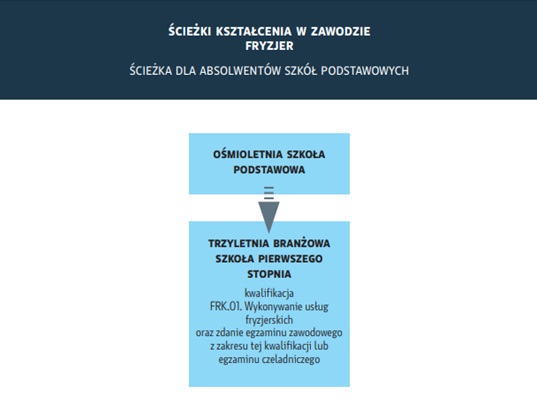 ŚCIEŻKI KSZTAŁCENIA W ZAWODZIE
FRYZJER
ŚCIEŻKA DLA ABSOLWENTÓW SZKÓŁ PODSTAWOWYCH
OŚMIOLETNIA SZKOŁA
PODSTAWOWA
TRZYLETNIA BRANŻOWA
SZKOŁA PIERWSZEGO
STOPNIA
kwalifikacja
FRK.01. Wykonywanie usług
fryzjerskich
oraz zdanie egzaminu zawodowego
z zakresu tej kwalifikacji lub
egzaminu czeladniczego